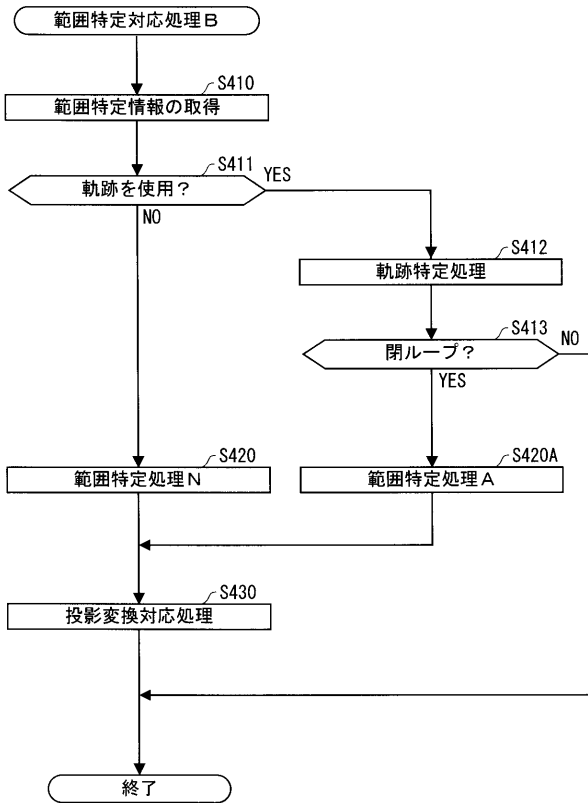 範囲特定対応処理B
S410
範囲特定情報の取得
S411
軌跡を使用?
YES
NO
S412
軌跡特定処理
S413
閉ループ?
NO
YES
S420
範囲特定処理N
S420A
範囲特定処理A
S430
投影変換対応処理
終了